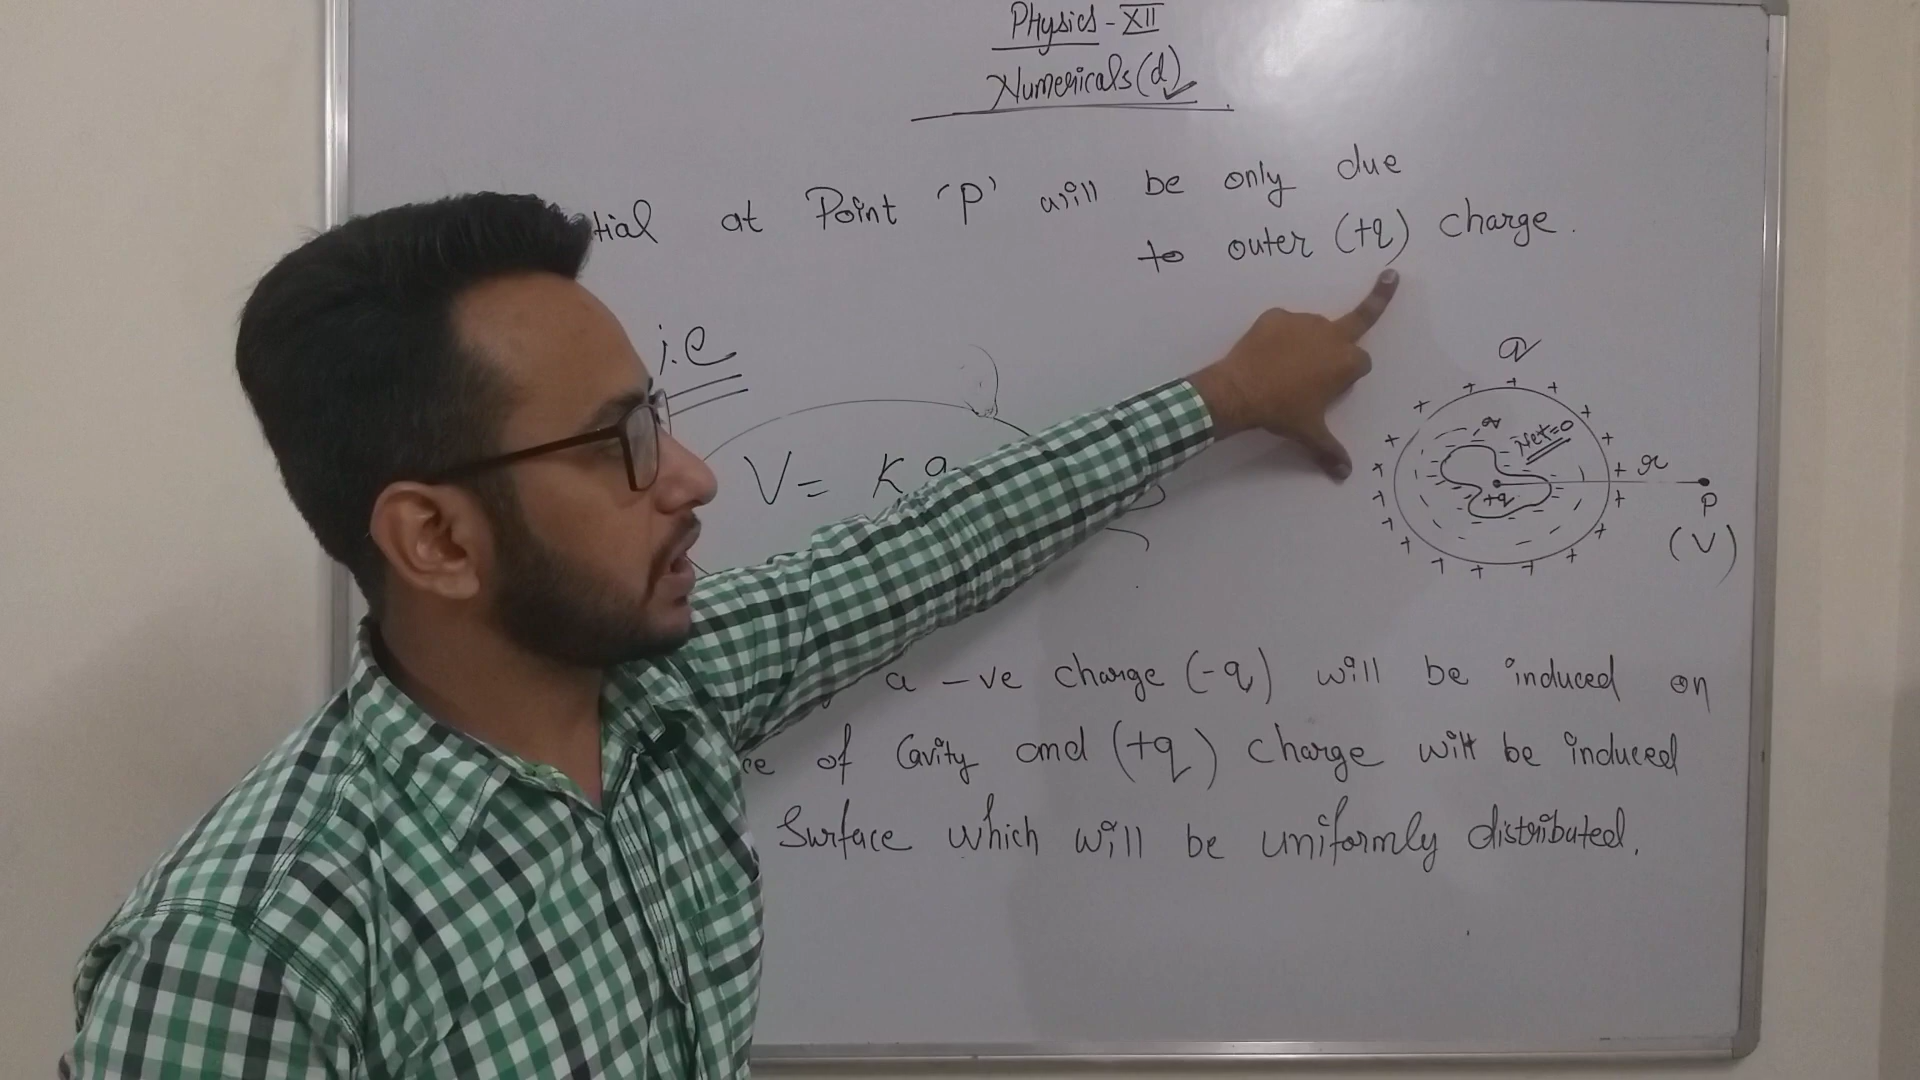 Physics - XII
Numericals (d)
tial at Point 'P' will be only due
to outer (+q) charge.
i.e
V = K q
q
+ + + + + + + + + + + + + + + + + + + +
q
Net=0
+q
r
P
(V)
a -ve charge (-q) will be induced on
ce of Cavity and (+q) charge will be induced
Surface which will be uniformly distributed.